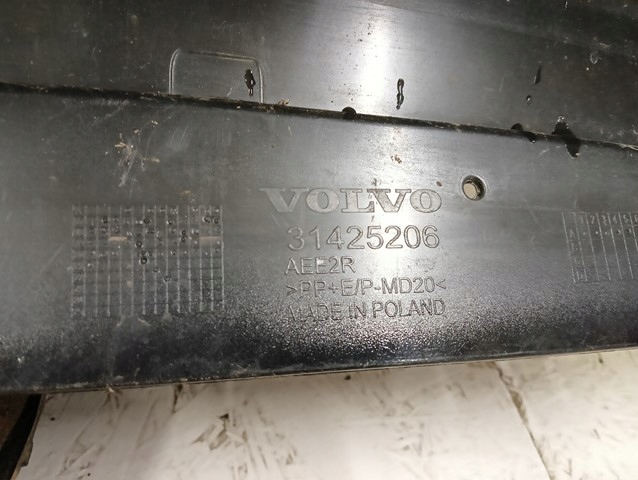 VOLVO
31425206
AEE2R
>PP+E/P-MD20<
MADE IN POLAND